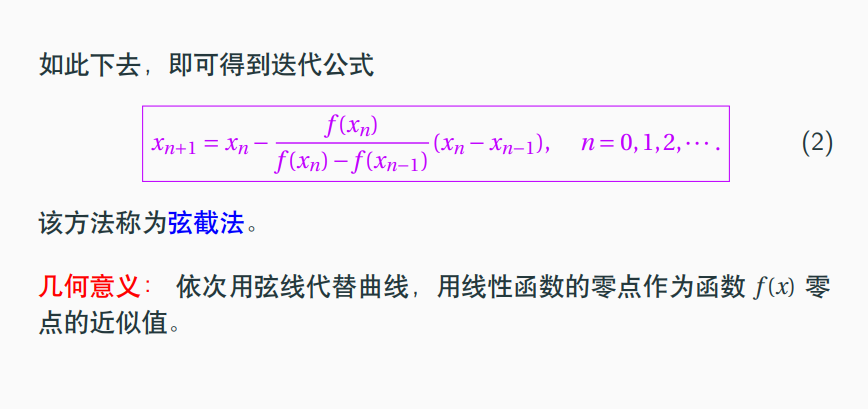 如此下去，即可得到迭代公式
$x_{n+1} = x_n - \frac{f(x_n)}{f(x_n) - f(x_{n-1})}(x_n - x_{n-1}), \quad n = 0, 1, 2, \cdots.$ (2)
该方法称为弦截法。
几何意义： 依次用弦线代替曲线，用线性函数的零点作为函数 f(x) 零
点的近似值。